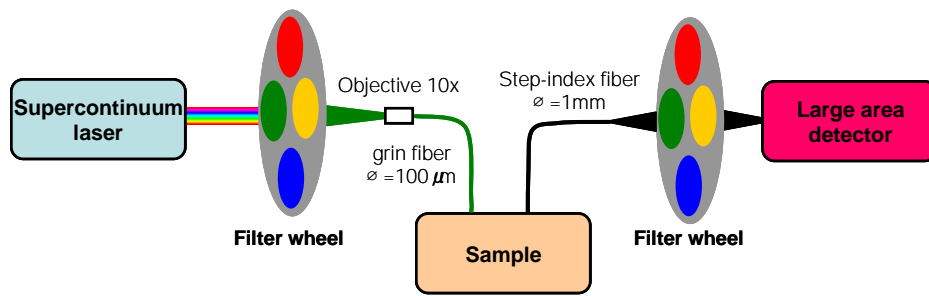 Supercontinuum
laser
Filter wheel
Objective 10x
grin fiber
⌀ =100 μm
Sample
Step-index fiber
⌀ =1mm
Filter wheel
Large area
detector